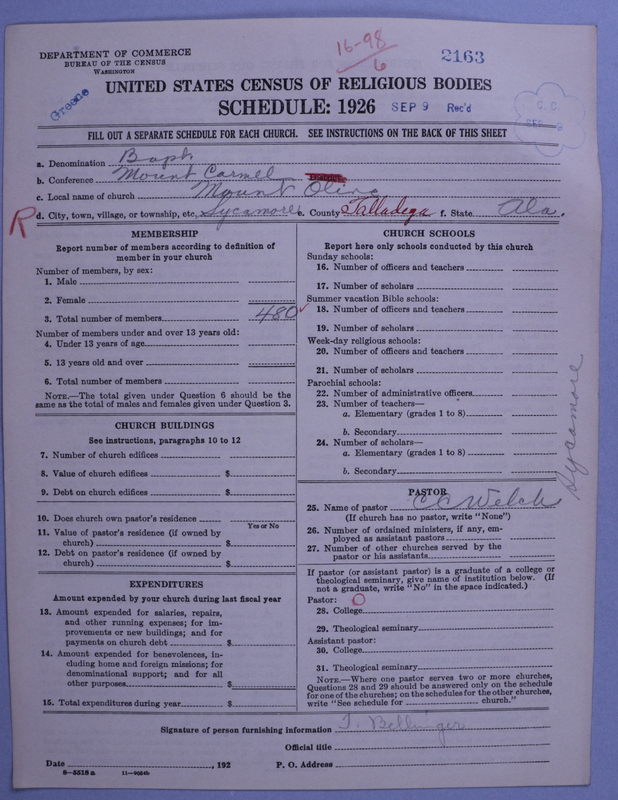 DEPARTMENT OF COMMERCE
BUREAU OF THE CENSUS
WASHINGTON
16-98
6
2163
Greene
UNITED STATES CENSUS OF RELIGIOUS BODIES
SCHEDULE: 1926
SEP 9 Rec'd
C. O.
SEP
FILL OUT A SEPARATE SCHEDULE FOR EACH CHURCH. SEE INSTRUCTIONS ON THE BACK OF THIS SHEET
a. Denomination Bapt.
b. Conference Mount Carmel
c. Local name of church Mount Olive
R d. City, town, village, or township, etc. Sycamore e. County Talladega f. State Ala.
MEMBERSHIP
Report number of members according to definition of
member in your church
Number of members, by sex:
1. Male
2. Female
3. Total number of members 480
Number of members under and over 13 years old:
4. Under 13 years of age
5. 13 years old and over
6. Total number of members
NOTE.—The total given under Question 6 should be the
same as the total of males and females given under Question 3.
CHURCH BUILDINGS
See instructions, paragraphs 10 to 12
7. Number of church edifices
8. Value of church edifices $
9. Debt on church edifices $
10. Does church own pastor's residence
Yes or No
11. Value of pastor's residence (if owned by
church) $
12. Debt on pastor's residence (if owned by
church) $
EXPENDITURES
Amount expended by your church during last fiscal year
13. Amount expended for salaries, repairs,
and other running expenses; for im-
provements or new buildings; and for
payments on church debt $
14. Amount expended for benevolences, in-
cluding home and foreign missions; for
denominational support; and for all
other purposes $
15. Total expenditures during year $
CHURCH SCHOOLS
Report here only schools conducted by this church
Sunday schools:
16. Number of officers and teachers
17. Number of scholars
Summer vacation Bible schools:
18. Number of officers and teachers
19. Number of scholars
Week-day religious schools:
20. Number of officers and teachers
21. Number of scholars
Parochial schools:
22. Number of administrative officers
23. Number of teachers—
a. Elementary (grades 1 to 8)
b. Secondary
24. Number of scholars—
a. Elementary (grades 1 to 8)
b. Secondary
Sycamore
PASTOR
25. Name of pastor C C Welch
(If church has no pastor, write "None")
26. Number of ordained ministers, if any, em-
ployed as assistant pastors
27. Number of other churches served by the
pastor or his assistants
If pastor (or assistant pastor) is a graduate of a college or
theological seminary, give name of institution below. (If
not a graduate, write "No" in the space indicated.)
Pastor: O
28. College
29. Theological seminary
Assistant pastor:
30. College
31. Theological seminary
NOTE.—Where one pastor serves two or more churches,
Questions 28 and 29 should be answered only on the schedule
for one of the churches; on the schedules for the other churches,
write "See schedule for church."
Signature of person furnishing information T. Bellinger
Official title
Date , 192 P. O. Address
8-5518 a 11-9084b